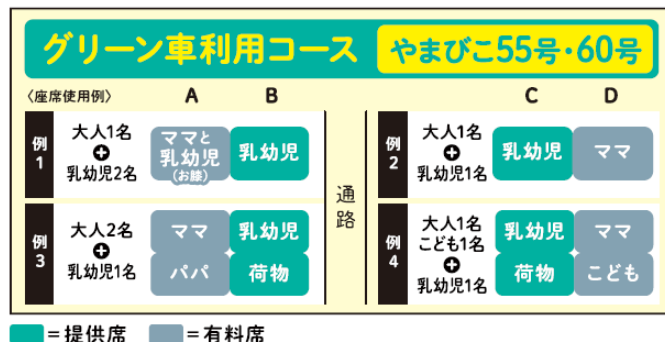 グリーン車利用コース やまびこ55号・60号
〈座席使用例〉 A B C D
例1
大人1名
+
乳幼児2名
ママと
乳幼児
(お膝)
乳幼児
通路
例2
大人1名
+
乳幼児1名
乳幼児
ママ
例3
大人2名
+
乳幼児1名
ママ
乳幼児
パパ
荷物
例4
大人1名
こども1名
+
乳幼児1名
乳幼児
ママ
荷物
こども
=提供席 =有料席